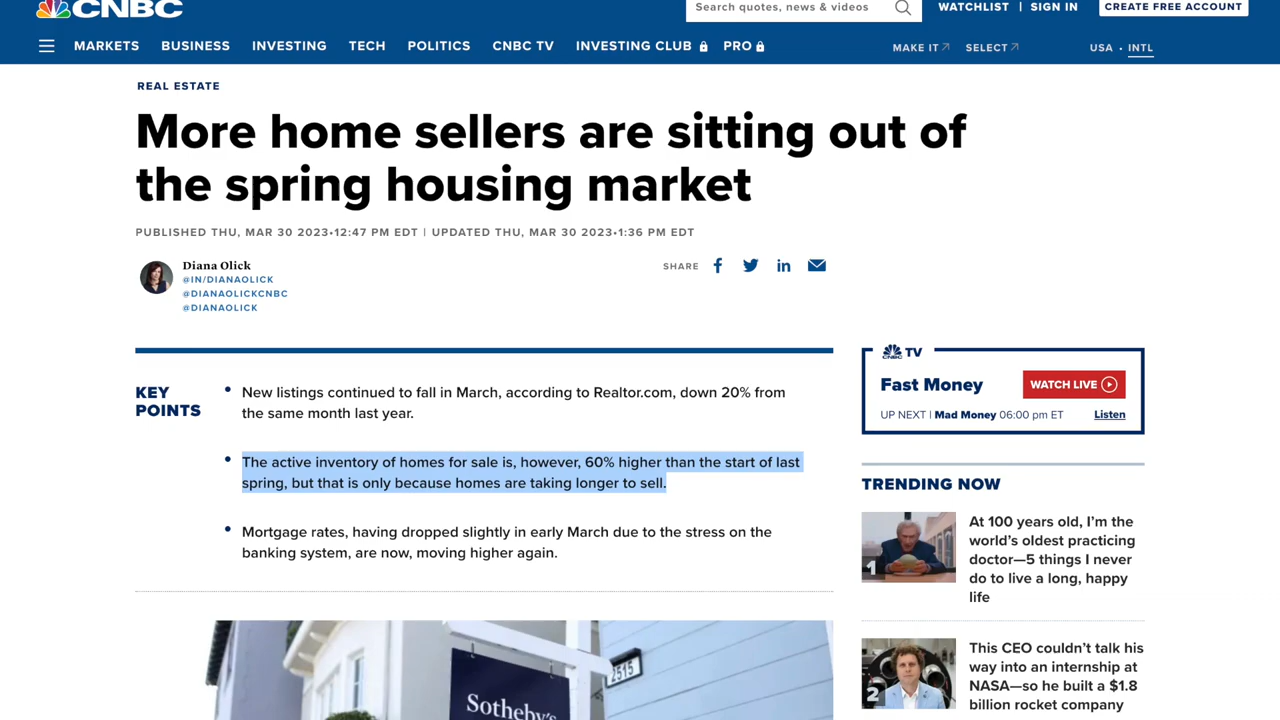 CNBC
Search quotes, news & videos
WATCHLIST | SIGN IN
CREATE FREE ACCOUNT
MARKETS BUSINESS INVESTING TECH POLITICS CNBC TV INVESTING CLUB PRO
MAKE IT SELECT
USA • INTL
REAL ESTATE
More home sellers are sitting out of
the spring housing market
PUBLISHED THU, MAR 30 2023•12:47 PM EDT | UPDATED THU, MAR 30 2023•1:36 PM EDT
Diana Olick
@IN/DIANAOLICK
@DIANAOLICKCNBC
@DIANAOLICK
SHARE
KEY
POINTS
• New listings continued to fall in March, according to Realtor.com, down 20% from
the same month last year.
• The active inventory of homes for sale is, however, 60% higher than the start of last
spring, but that is only because homes are taking longer to sell.
• Mortgage rates, having dropped slightly in early March due to the stress on the
banking system, are now, moving higher again.
2515
Sotheby's
CNBC TV
Fast Money
WATCH LIVE
UP NEXT | Mad Money 06:00 pm ET
Listen
TRENDING NOW
1
At 100 years old, I'm the
world's oldest practicing
doctor—5 things I never
do to live a long, happy
life
2
This CEO couldn't talk his
way into an internship at
NASA—so he built a $1.8
billion rocket company